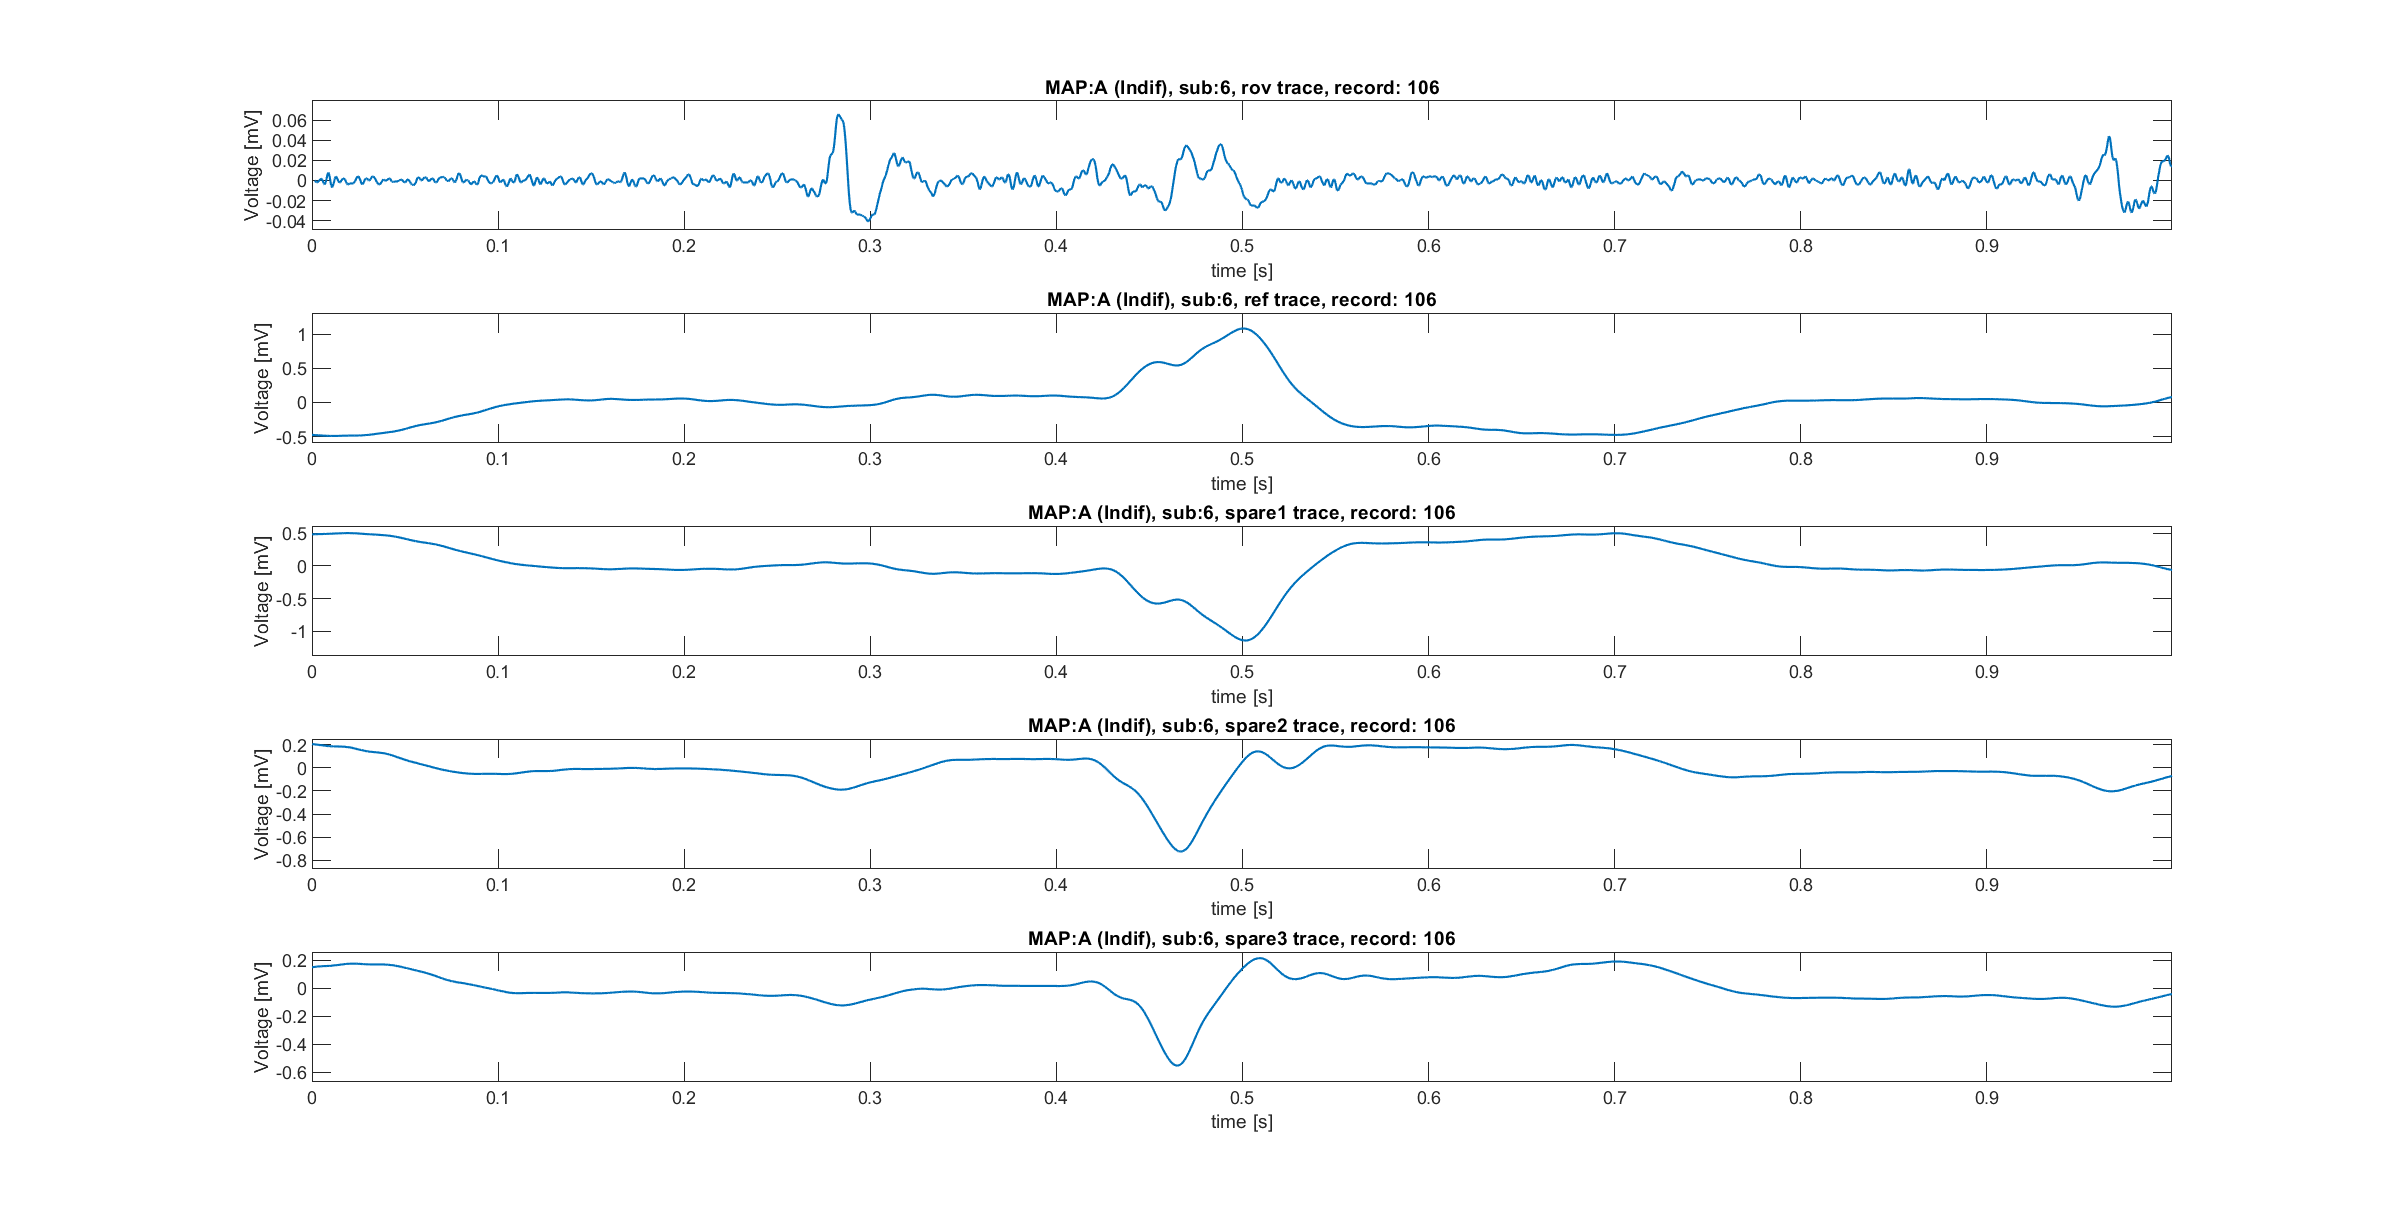 MAP:A (Indif), sub:6, rov trace, record: 106
Voltage [mV]
0.06
0.04
0.02
0
-0.02
-0.04
0 0.1 0.2 0.3 0.4 0.5 0.6 0.7 0.8 0.9
time [s]
MAP:A (Indif), sub:6, ref trace, record: 106
Voltage [mV]
1
0.5
0
-0.5
0 0.1 0.2 0.3 0.4 0.5 0.6 0.7 0.8 0.9
time [s]
MAP:A (Indif), sub:6, spare1 trace, record: 106
Voltage [mV]
0.5
0
-0.5
-1
0 0.1 0.2 0.3 0.4 0.5 0.6 0.7 0.8 0.9
time [s]
MAP:A (Indif), sub:6, spare2 trace, record: 106
Voltage [mV]
0.2
0
-0.2
-0.4
-0.6
-0.8
0 0.1 0.2 0.3 0.4 0.5 0.6 0.7 0.8 0.9
time [s]
MAP:A (Indif), sub:6, spare3 trace, record: 106
Voltage [mV]
0.2
0
-0.2
-0.4
-0.6
0 0.1 0.2 0.3 0.4 0.5 0.6 0.7 0.8 0.9
time [s]